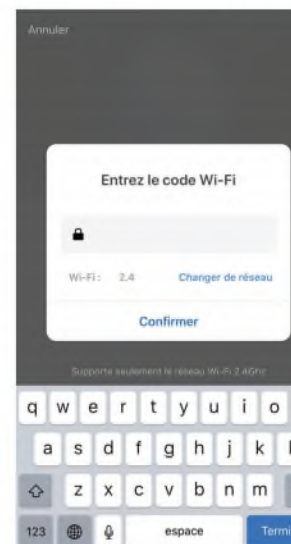 Annuler
Entrez le code Wi-Fi
Wi-Fi : 2.4 Changer de réseau
Confirmer
Supporte seulement le réseau Wi-Fi 2.4GHz
q w e r t y u i o
a s d f g h j k l
z x c v b n m
123 espace Termi